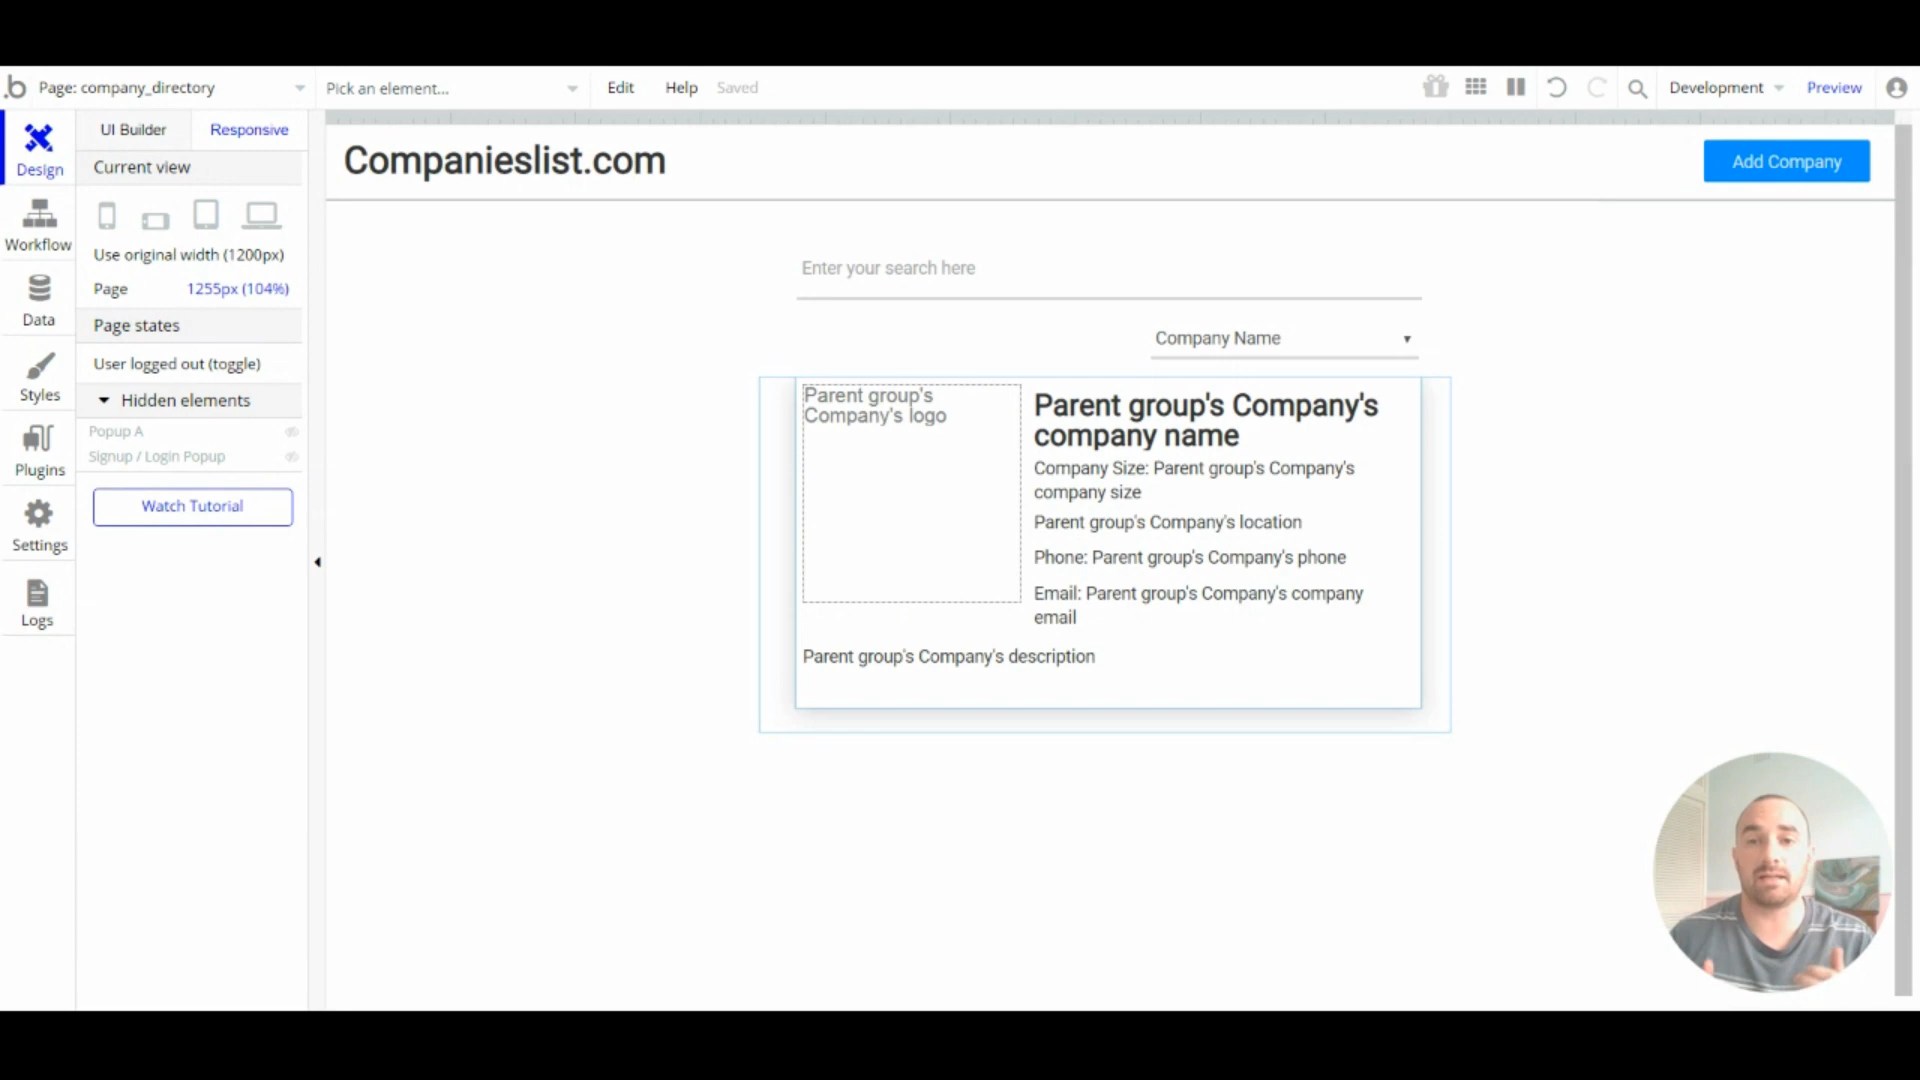 .b
Page: company_directory
Pick an element...
Edit
Help
Saved
Development
Preview
UI Builder
Responsive
Current view
Use original width (1200px)
Page
1255px (104%)
Page states
User logged out (toggle)
Hidden elements
Popup A
Signup / Login Popup
Watch Tutorial
Design
Workflow
Data
Styles
Plugins
Settings
Logs
Companieslist.com
Add Company
Enter your search here
Company Name
Parent group's
Company's logo
Parent group's Company's
company name
Company Size: Parent group's Company's
company size
Parent group's Company's location
Phone: Parent group's Company's phone
Email: Parent group's Company's company
email
Parent group's Company's description